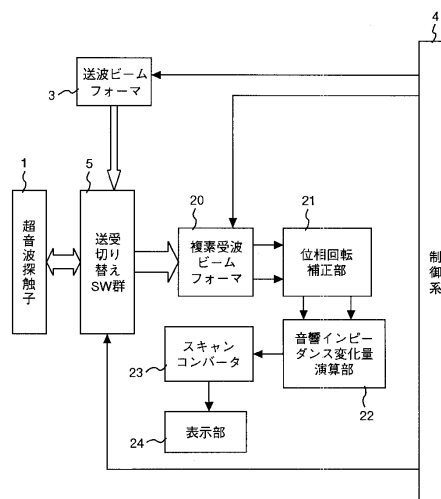 4
送波ビーム
フォーマ
3
1
5
20
21
超音波探触子
送受
切り替え
SW群
複素受波
ビーム
フォーマ
位相回転
補正部
制御系
スキャン
コンバータ
23
音響インピー
ダンス変化量
演算部
22
表示部
24